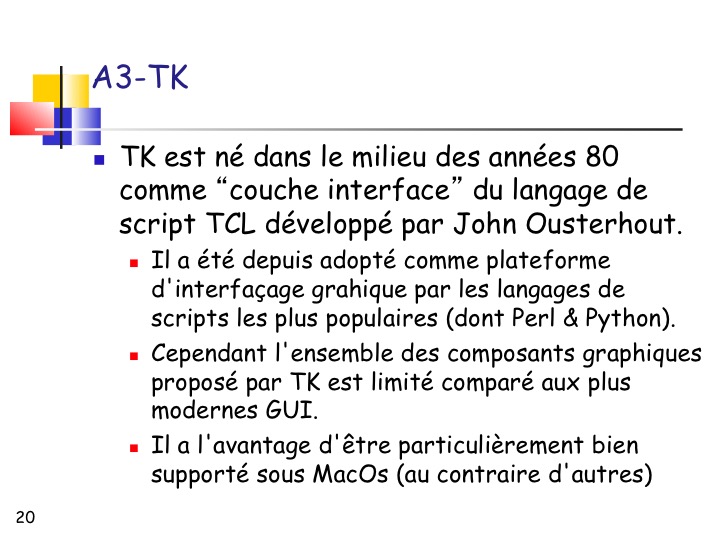 A3-TK
TK est né dans le milieu des années 80
comme “couche interface” du langage de
script TCL développé par John Ousterhout.
Il a été depuis adopté comme plateforme
d'interfaçage grahique par les langages de
scripts les plus populaires (dont Perl & Python).
Cependant l'ensemble des composants graphiques
proposé par TK est limité comparé aux plus
modernes GUI.
Il a l'avantage d'être particulièrement bien
supporté sous MacOs (au contraire d'autres)
20